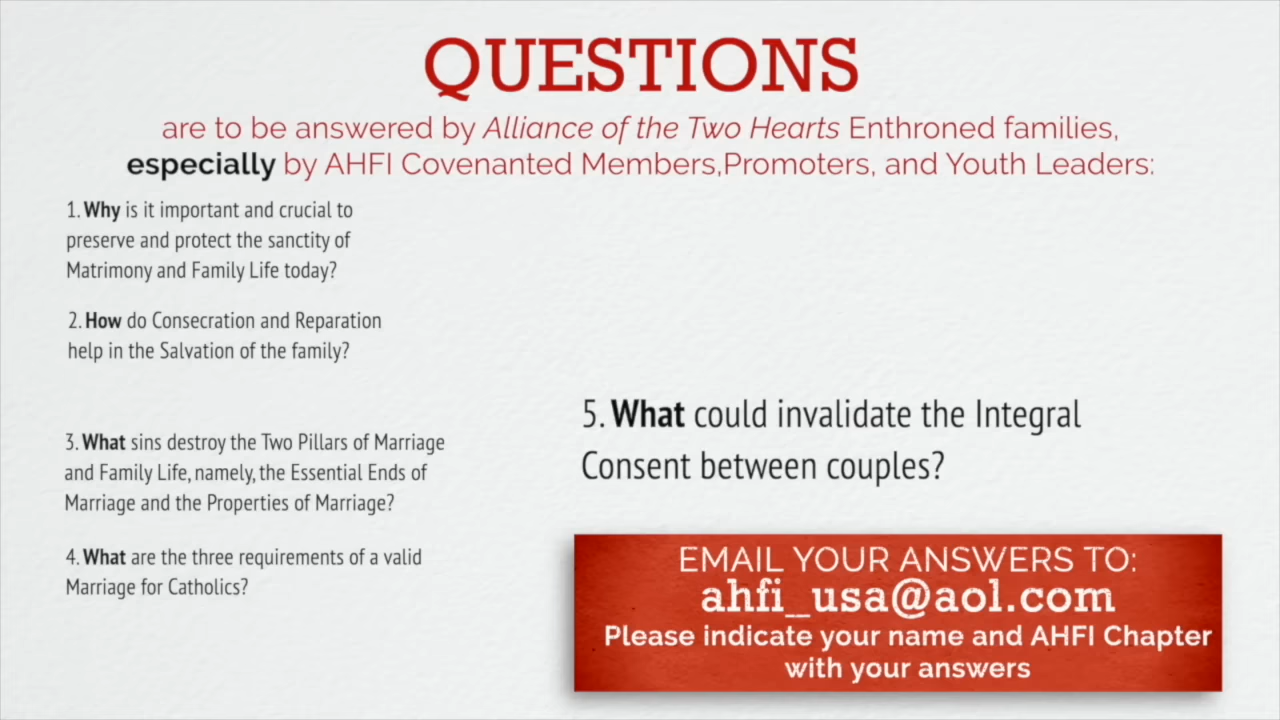 QUESTIONS
are to be answered by Alliance of the Two Hearts Enthroned families,
especially by AHFI Covenanted Members,Promoters, and Youth Leaders:
1. Why is it important and crucial to
preserve and protect the sanctity of
Matrimony and Family Life today?
2. How do Consecration and Reparation
help in the Salvation of the family?
3. What sins destroy the Two Pillars of Marriage
and Family Life, namely, the Essential Ends of
Marriage and the Properties of Marriage?
4. What are the three requirements of a valid
Marriage for Catholics?
5. What could invalidate the Integral
Consent between couples?
EMAIL YOUR ANSWERS TO:
ahfi_usa@aol.com
Please indicate your name and AHFI Chapter
with your answers